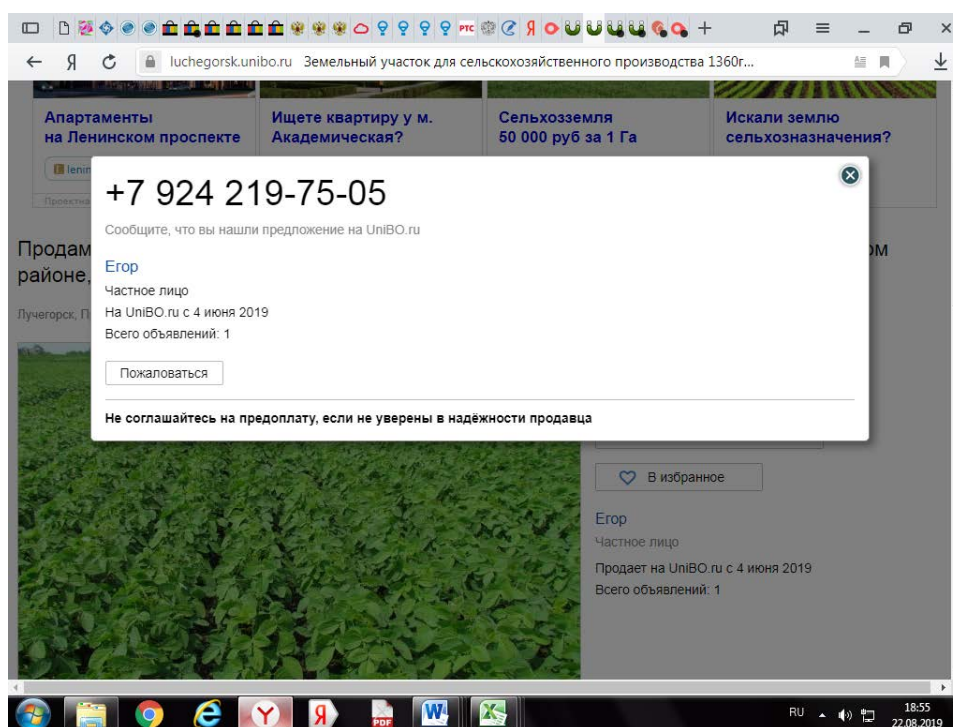 РТС
Я
luchegorsk.unibo.ru Земельный участок для сельскохозяйственного производства 1360г...
Апартаменты
на Ленинском проспекте
Ищете квартиру у м.
Академическая?
Сельхозземля
50 000 руб за 1 Га
Искали землю
сельхозназначения?
+7 924 219-75-05
Сообщите, что вы нашли предложение на UniBO.ru
Егор
Частное лицо
На UniBO.ru с 4 июня 2019
Всего объявлений: 1
Пожаловаться
Не соглашайтесь на предоплату, если не уверены в надёжности продавца
Продам
районе,
Лучегорск,
В избранное
Егор
Частное лицо
Продает на UniBO.ru с 4 июня 2019
Всего объявлений: 1
PDF
RU
18:55
22.08.2019